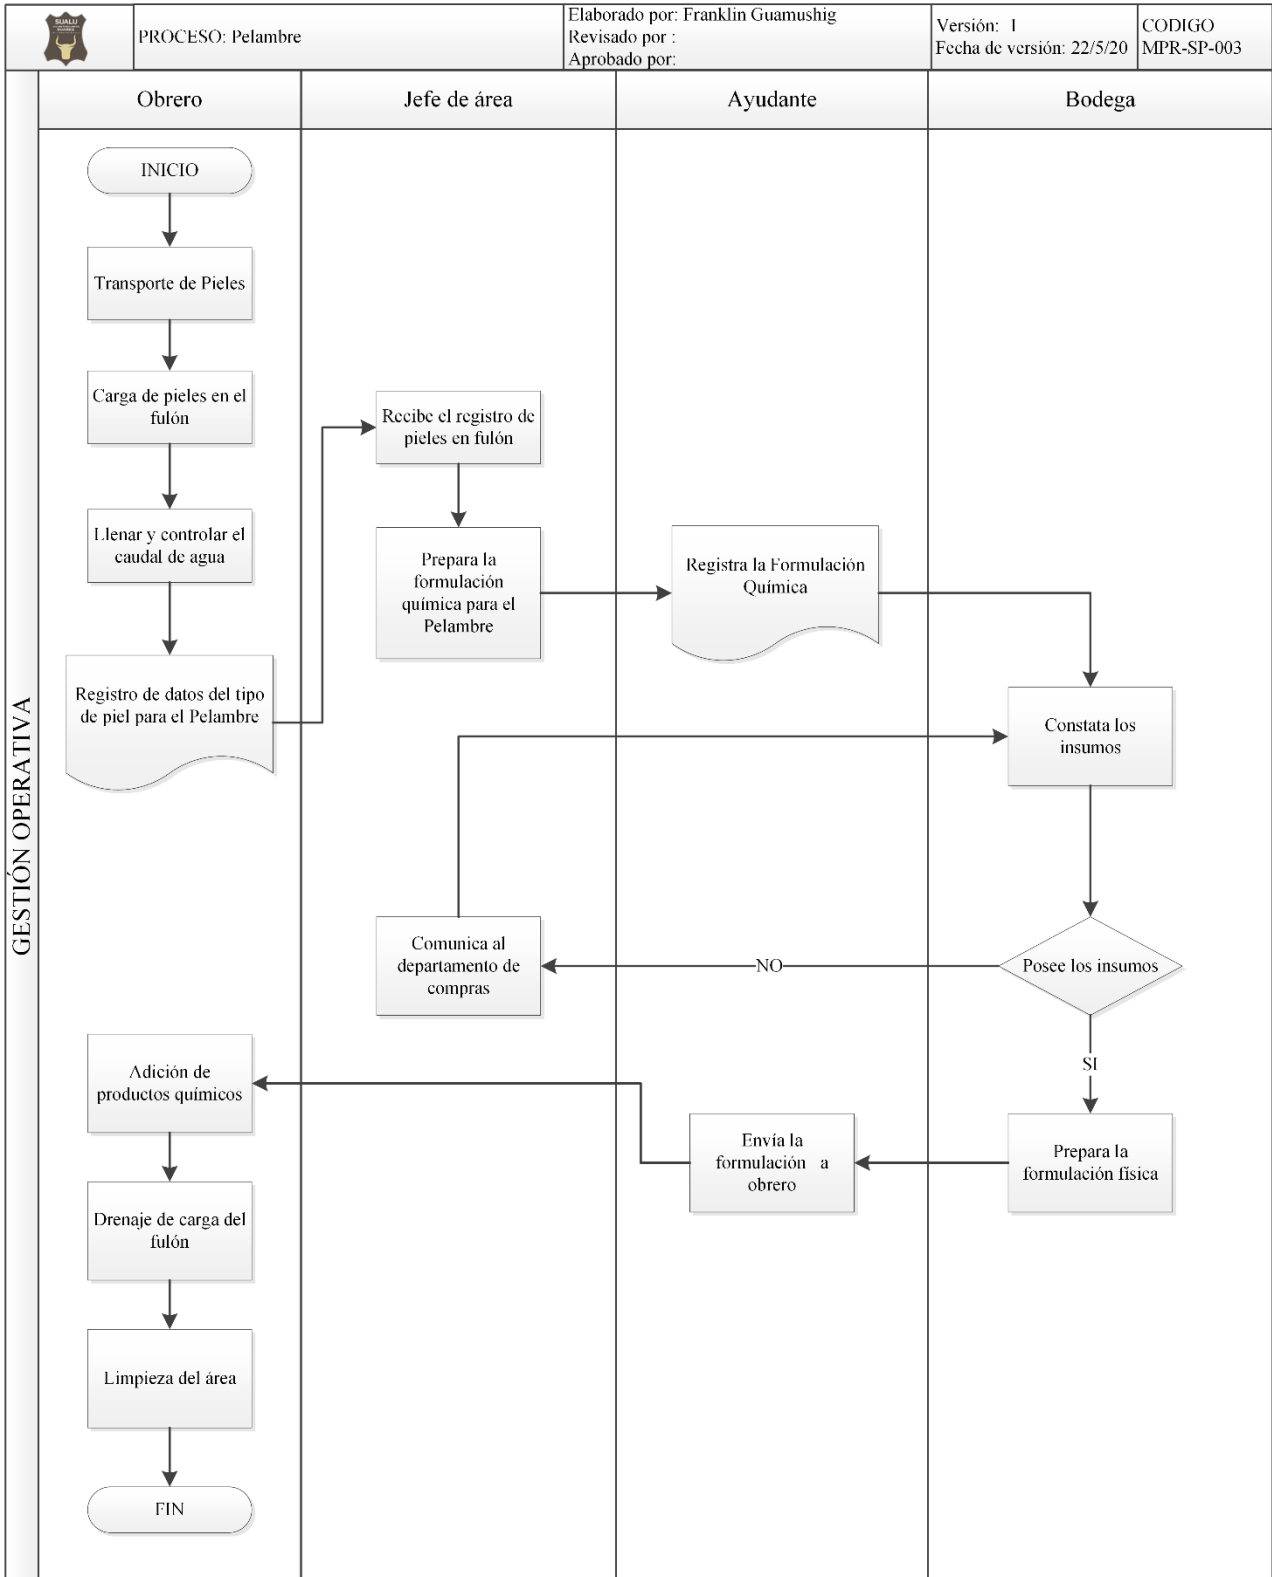 SUALU
PROCESO: Pelambre
Elaborado por: Franklin Guamushig
Revisado por :
Aprobado por:
Versión: 1
Fecha de versión: 22/5/20
CODIGO
MPR-SP-003
GESTIÓN OPERATIVA
Obrero
Jefe de área
Ayudante
Bodega
INICIO
Transporte de Pieles
Carga de pieles en el
fulón
Llenar y controlar el
caudal de agua
Registro de datos del tipo
de piel para el Pelambre
Recibe el registro de
pieles en fulón
Prepara la
formulación
química para el
Pelambre
Registra la Formulación
Química
Constata los
insumos
Posee los insumos
NO
Comunica al
departamento de
compras
SI
Prepara la
formulación física
Envía la
formulación a
obrero
Adición de
productos químicos
Drenaje de carga del
fulón
Limpieza del área
FIN